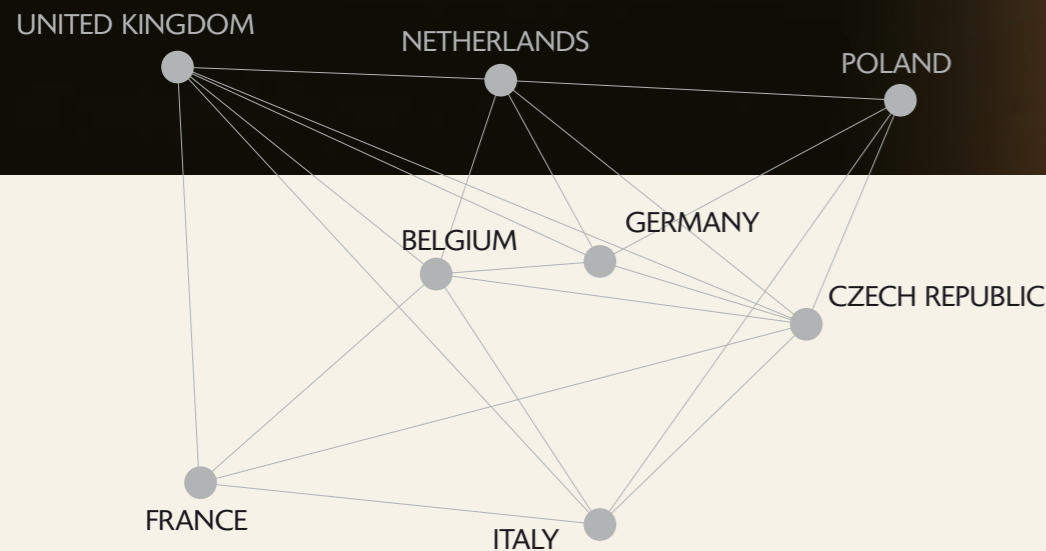 UNITED KINGDOM
NETHERLANDS
POLAND
BELGIUM
GERMANY
CZECH REPUBLIC
FRANCE
ITALY